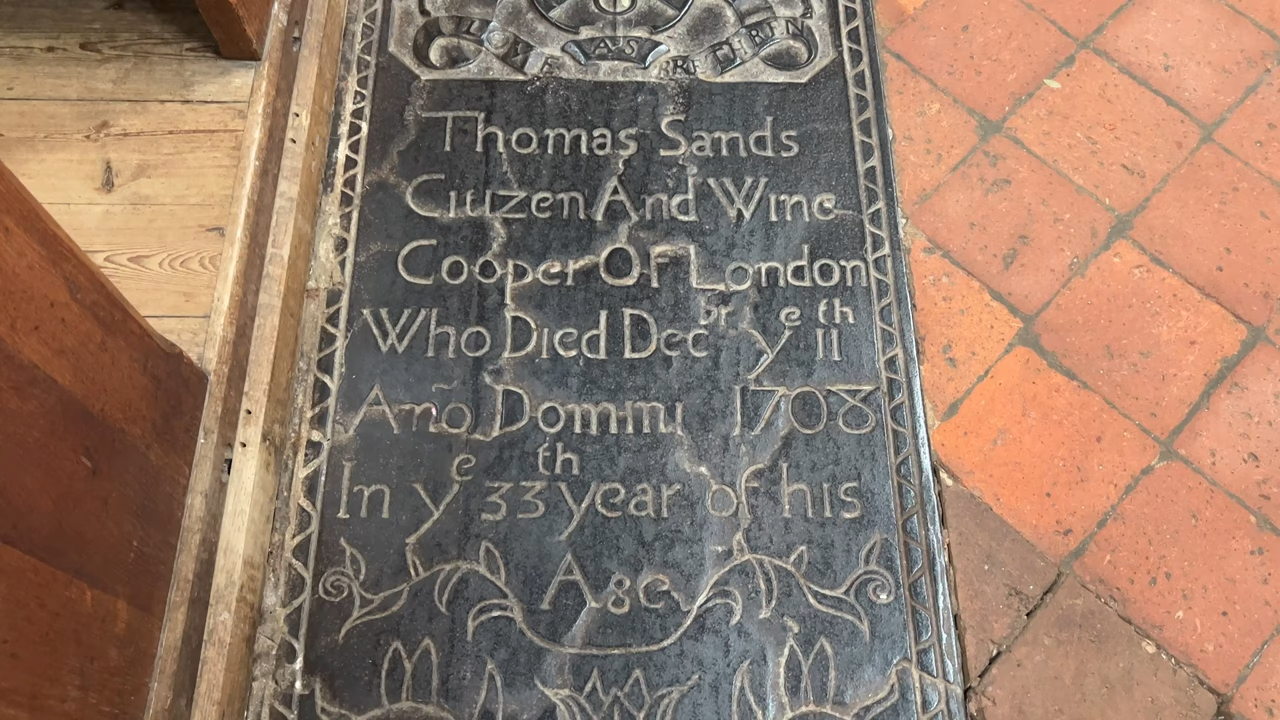 LOVE AS BRETHREN
Thomas Sands
Citizen And Wine
Cooper Of London
Who Died Decbr ye 11th
Año Domini 1708
In ye 33th year of his
Age